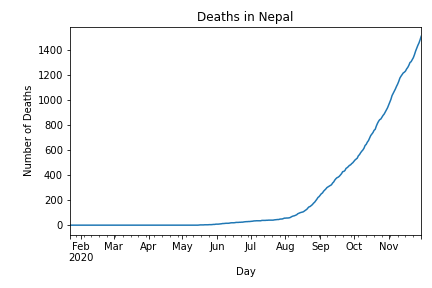 Deaths in Nepal
Number of Deaths
1400
1200
1000
800
600
400
200
0
Feb Mar Apr May Jun Jul Aug Sep Oct Nov
2020
Day